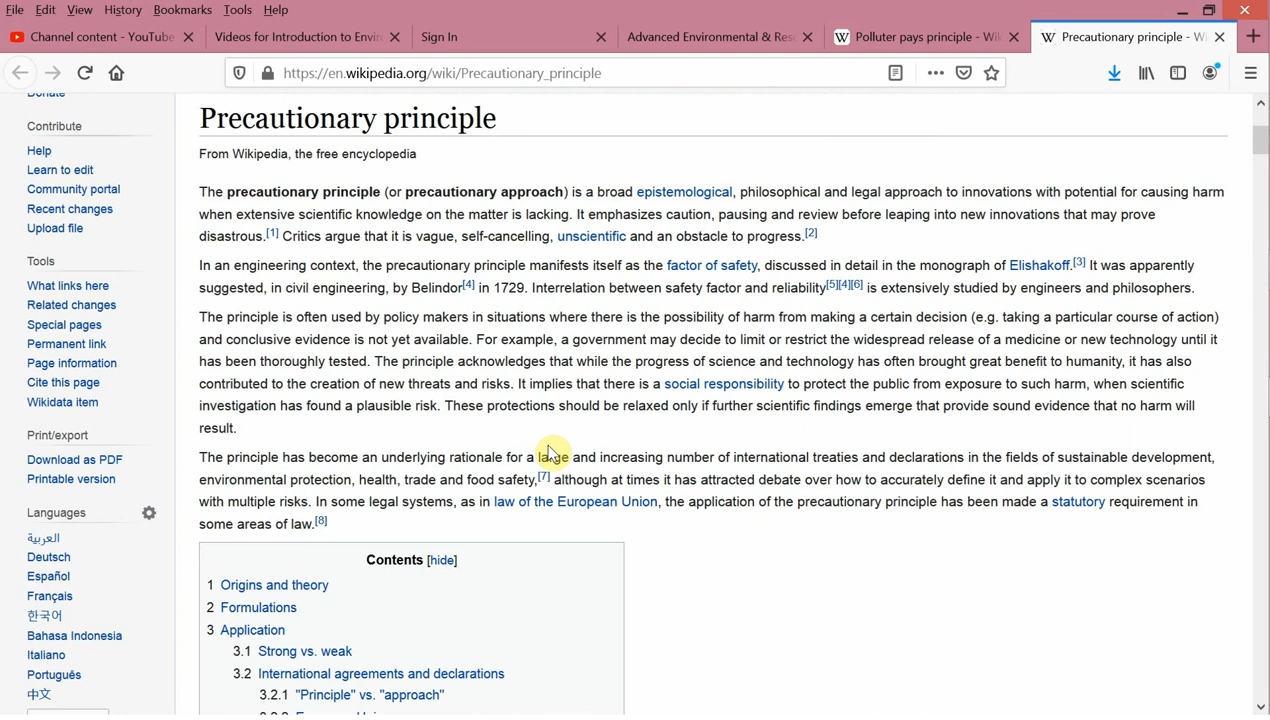 File Edit View History Bookmarks Tools Help
Channel content - YouTube
Videos for Introduction to Envir
Sign In
Advanced Environmental & Res
W Polluter pays principle - Wik
W Precautionary principle - W
https://en.wikipedia.org/wiki/Precautionary_principle
Donate
Contribute
Help
Learn to edit
Community portal
Recent changes
Upload file
Tools
What links here
Related changes
Special pages
Permanent link
Page information
Cite this page
Wikidata item
Print/export
Download as PDF
Printable version
Languages
العربية
Deutsch
Español
Français
한국어
Bahasa Indonesia
Italiano
Português
中文
Precautionary principle
From Wikipedia, the free encyclopedia
The precautionary principle (or precautionary approach) is a broad epistemological, philosophical and legal approach to innovations with potential for causing harm
when extensive scientific knowledge on the matter is lacking. It emphasizes caution, pausing and review before leaping into new innovations that may prove
disastrous.[1] Critics argue that it is vague, self-cancelling, unscientific and an obstacle to progress.[2]
In an engineering context, the precautionary principle manifests itself as the factor of safety, discussed in detail in the monograph of Elishakoff.[3] It was apparently
suggested, in civil engineering, by Belindor[4] in 1729. Interrelation between safety factor and reliability[5][4][6] is extensively studied by engineers and philosophers.
The principle is often used by policy makers in situations where there is the possibility of harm from making a certain decision (e.g. taking a particular course of action)
and conclusive evidence is not yet available. For example, a government may decide to limit or restrict the widespread release of a medicine or new technology until it
has been thoroughly tested. The principle acknowledges that while the progress of science and technology has often brought great benefit to humanity, it has also
contributed to the creation of new threats and risks. It implies that there is a social responsibility to protect the public from exposure to such harm, when scientific
investigation has found a plausible risk. These protections should be relaxed only if further scientific findings emerge that provide sound evidence that no harm will
result.
The principle has become an underlying rationale for a large and increasing number of international treaties and declarations in the fields of sustainable development,
environmental protection, health, trade and food safety,[7] although at times it has attracted debate over how to accurately define it and apply it to complex scenarios
with multiple risks. In some legal systems, as in law of the European Union, the application of the precautionary principle has been made a statutory requirement in
some areas of law.[8]
Contents [hide]
1 Origins and theory
2 Formulations
3 Application
3.1 Strong vs. weak
3.2 International agreements and declarations
3.2.1 "Principle" vs. "approach"